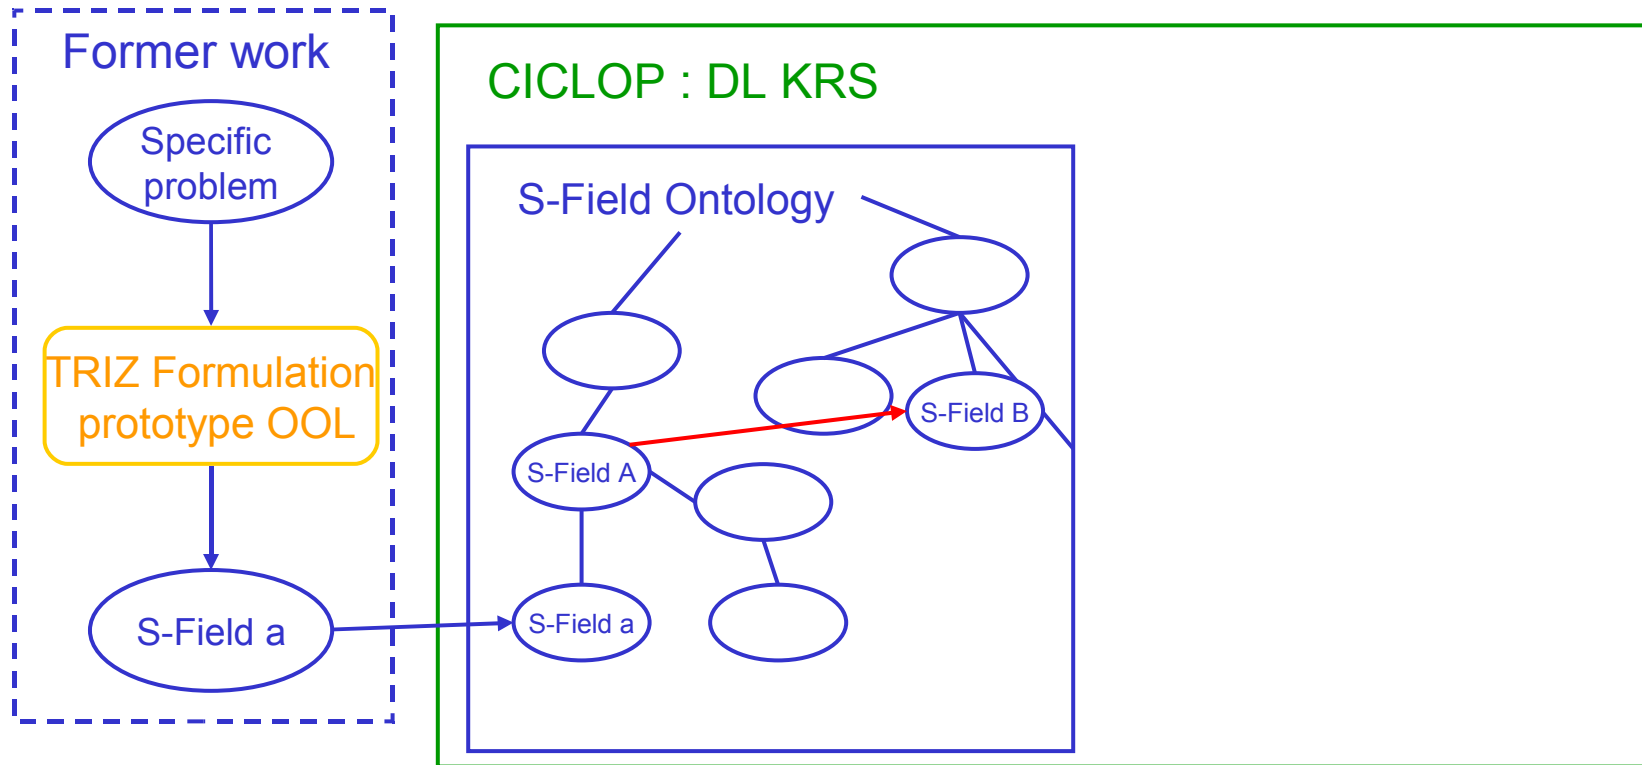 Former work
Specific
problem
TRIZ Formulation
prototype OOL
S-Field a
CICLOP : DL KRS
S-Field Ontology
S-Field B
S-Field A
S-Field a